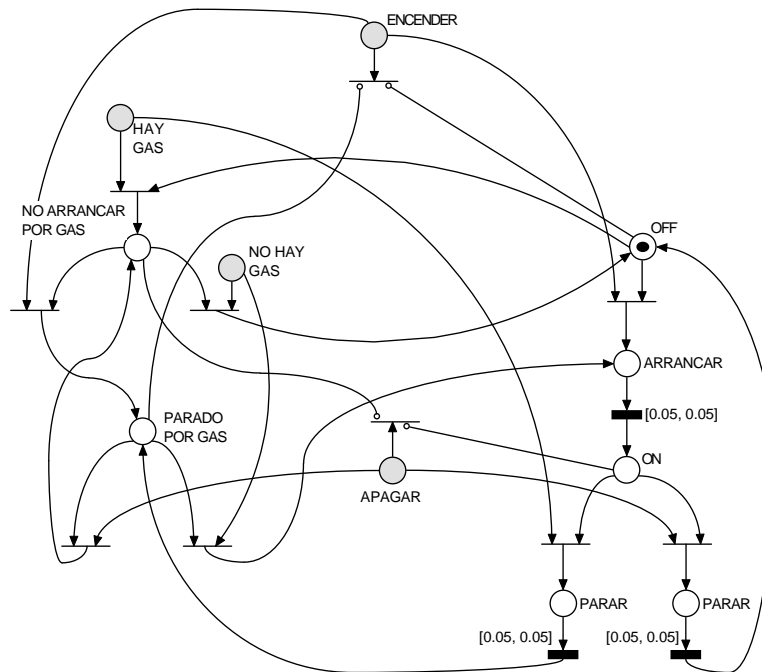 ENCENDER
HAY
GAS
NO ARRANCAR
POR GAS
NO HAY
GAS
OFF
ARRANCAR
[0.05, 0.05]
PARADO
POR GAS
ON
APAGAR
PARAR
PARAR
[0.05, 0.05]
[0.05, 0.05]